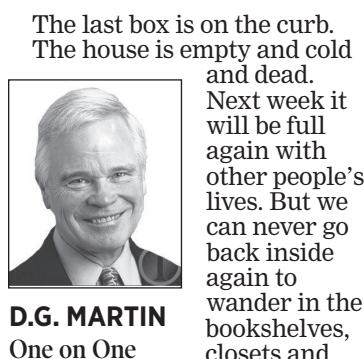 The last box is on the curb.
The house is empty and cold
and dead.
Next week it
will be full
again with
other people's
lives. But we
can never go
back inside
again to
wander in the
bookshelves,
closets and
D.G. MARTIN
One on One